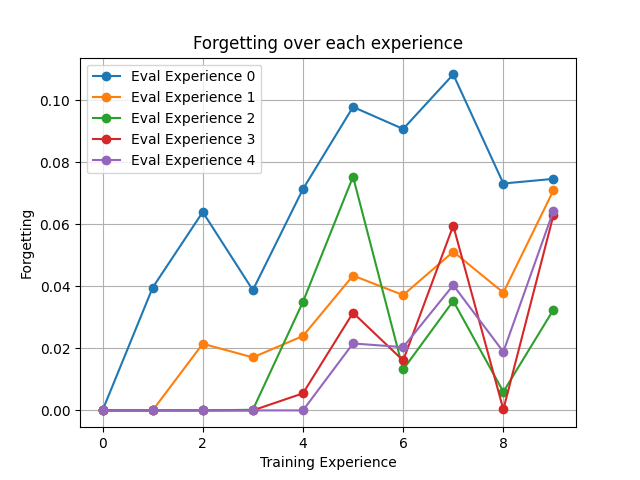 Forgetting over each experience
Eval Experience 0
Eval Experience 1
Eval Experience 2
Eval Experience 3
Eval Experience 4
0.10
0.08
0.06
0.04
0.02
0.00
Forgetting
0 2 4 6 8
Training Experience